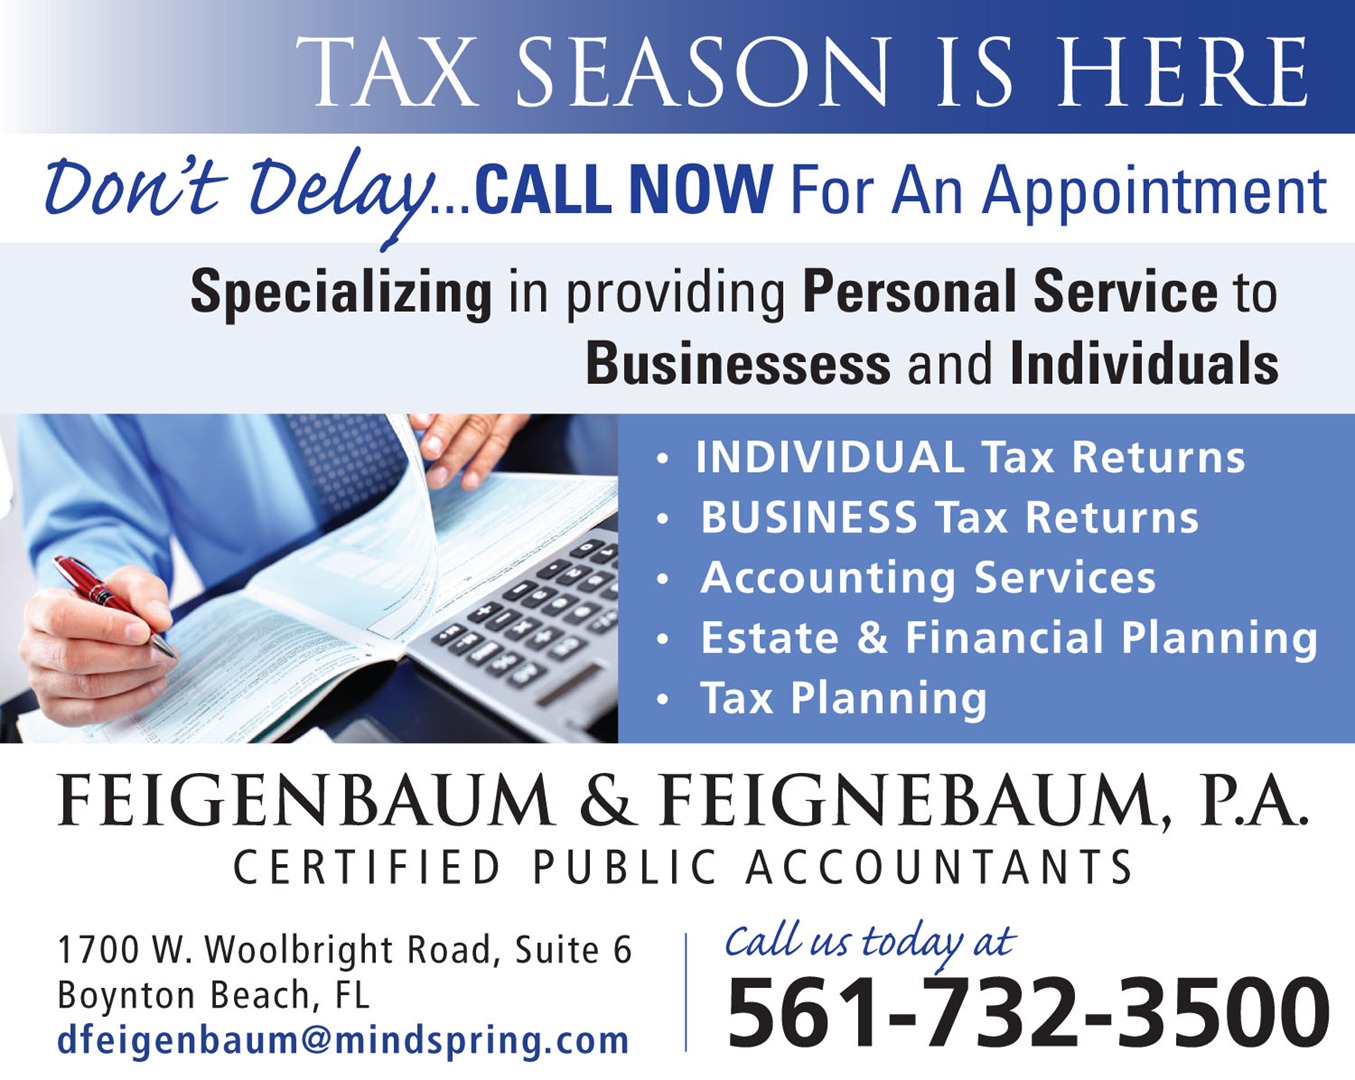 TAX SEASON IS HERE
Don't Delay...CALL NOW For An Appointment
Specializing in providing Personal Service to
Businessess and Individuals
• INDIVIDUAL Tax Returns
• BUSINESS Tax Returns
• Accounting Services
• Estate & Financial Planning
• Tax Planning
FEIGENBAUM & FEIGNEBAUM, P.A.
CERTIFIED PUBLIC ACCOUNTANTS
1700 W. Woolbright Road, Suite 6
Boynton Beach, FL
dfeigenbaum@mindspring.com
Call us today at
561-732-3500